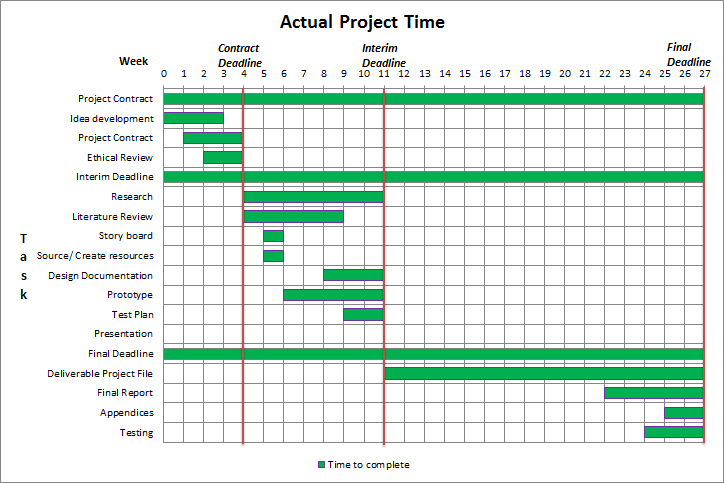 Actual Project Time
Contract
Deadline
Interim
Deadline
Final
Deadline
Week
0 1 2 3 4 5 6 7 8 9 10 11 12 13 14 15 16 17 18 19 20 21 22 23 24 25 26 27
Project Contract
Idea development
Project Contract
Ethical Review
Interim Deadline
Research
Literature Review
Story board
Source/ Create resources
Design Documentation
Prototype
Test Plan
Presentation
Final Deadline
Deliverable Project File
Final Report
Appendices
Testing
Task
Time to complete